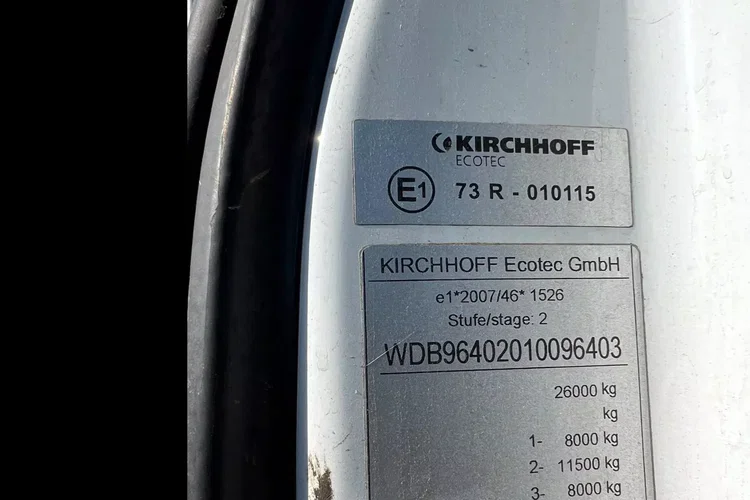 KIRCHHOFF
ECOTEC
E1 73 R - 010115
KIRCHHOFF Ecotec GmbH
e1*2007/46* 1526
Stufe/stage: 2
WDB96402010096403
26000 kg
kg
1- 8000 kg
2- 11500 kg
3- 8000 kg